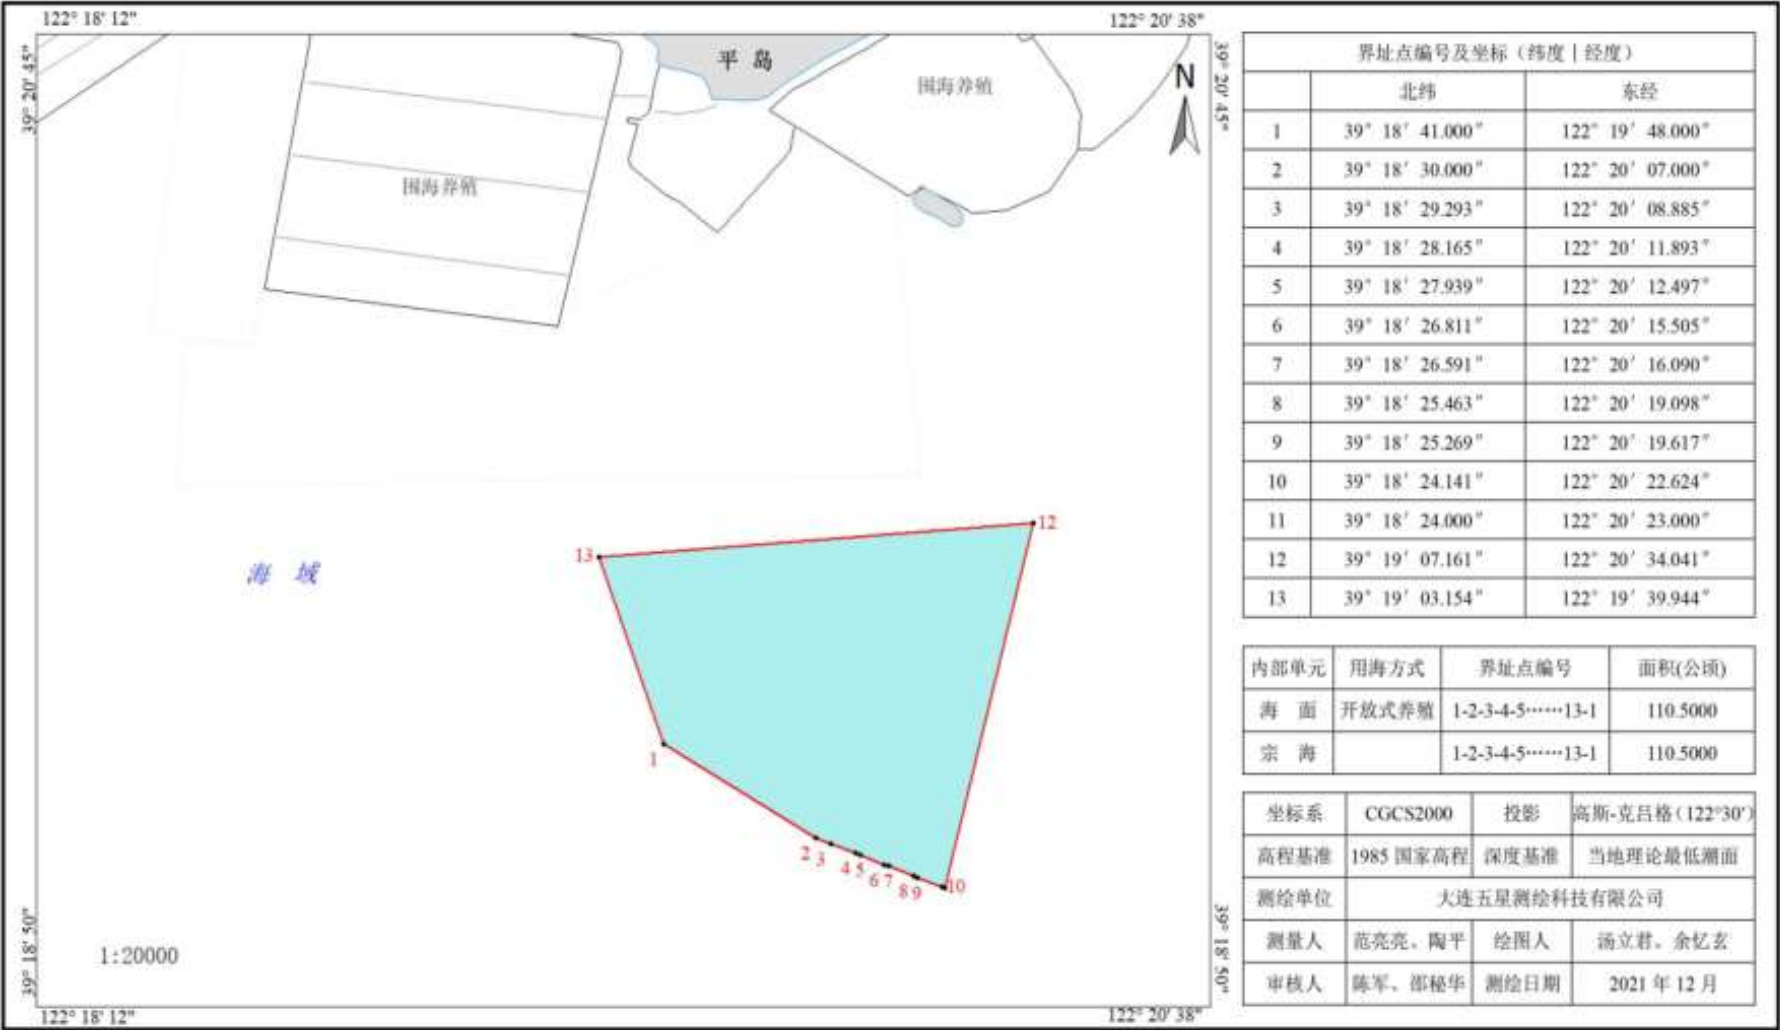 122° 18′ 12″
122° 20′ 38″
39° 20′ 45″
39° 20′ 45″
平 岛
围海养殖
N
围海养殖
海 域
13
12
1
2
3
4
5
6
7
8
9
10
1:20000
39° 18′ 50″
39° 18′ 50″
122° 18′ 12″
122° 20′ 38″
界址点编号及坐标（纬度 | 经度）
北纬 东经
1 39° 18′ 41.000″ 122° 19′ 48.000″
2 39° 18′ 30.000″ 122° 20′ 07.000″
3 39° 18′ 29.293″ 122° 20′ 08.885″
4 39° 18′ 28.165″ 122° 20′ 11.893″
5 39° 18′ 27.939″ 122° 20′ 12.497″
6 39° 18′ 26.811″ 122° 20′ 15.505″
7 39° 18′ 26.591″ 122° 20′ 16.090″
8 39° 18′ 25.463″ 122° 20′ 19.098″
9 39° 18′ 25.269″ 122° 20′ 19.617″
10 39° 18′ 24.141″ 122° 20′ 22.624″
11 39° 18′ 24.000″ 122° 20′ 23.000″
12 39° 19′ 07.161″ 122° 20′ 34.041″
13 39° 19′ 03.154″ 122° 19′ 39.944″
内部单元 用海方式 界址点编号 面积(公顷)
海 面 开放式养殖 1-2-3-4-5……13-1 110.5000
宗 海 1-2-3-4-5……13-1 110.5000
坐标系 CGCS2000 投影 高斯-克吕格（122°30′）
高程基准 1985 国家高程 深度基准 当地理论最低潮面
测绘单位 大连五星测绘科技有限公司
测量人 范亮亮、陶平 绘图人 汤立君、余忆玄
审核人 陈军、邵秘华 测绘日期 2021 年 12 月